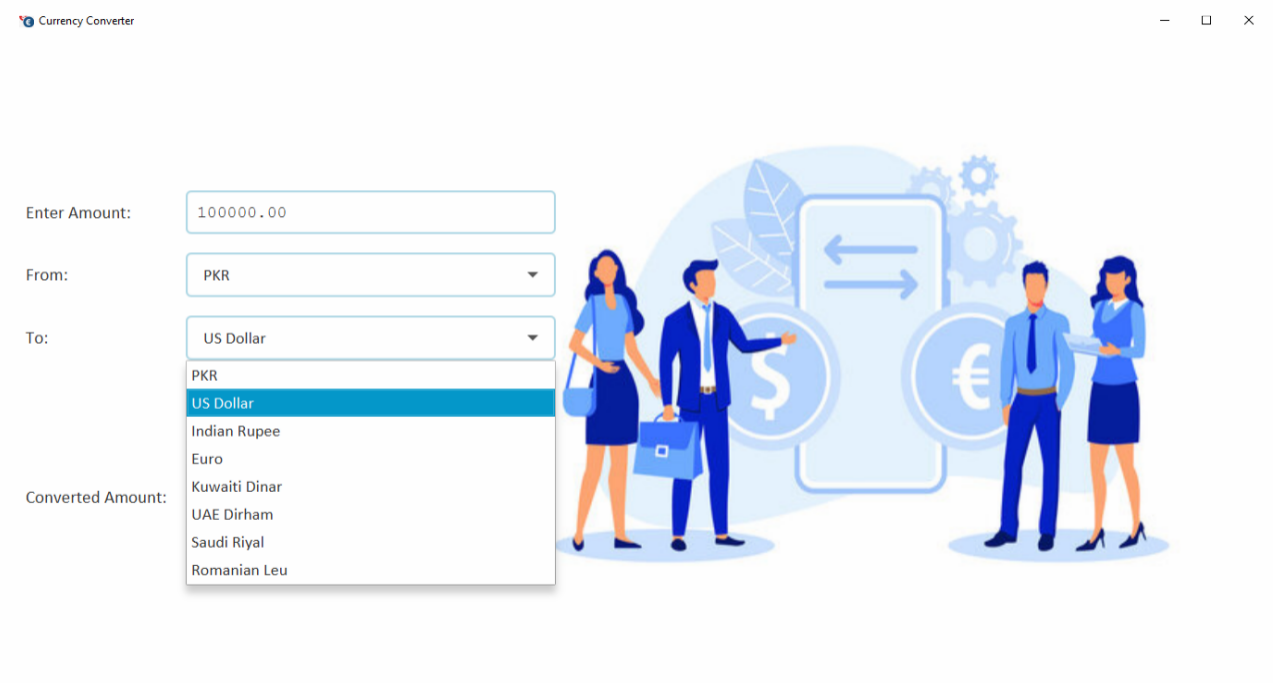 Currency Converter
Enter Amount: 100000.00
From: PKR
To: US Dollar
PKR
US Dollar
Indian Rupee
Euro
Kuwaiti Dinar
Converted Amount:
UAE Dirham
Saudi Riyal
Romanian Leu
$
€